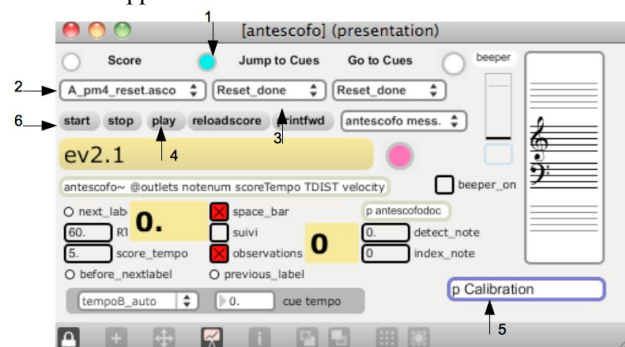 1
[antescofo] (presentation)
Score Jump to Cues Go to Cues beeper
2 A_pm4_reset.asco Reset_done Reset_done
6 start stop play reloadscore printfwd antescofo mess.
4 3
ev2.1
antescofo~ @outlets notenum scoreTempo TDIST velocity beeper_on
next_lab 0. space_bar p antescofodoc
60. RT suivi 0. detect_note
5. score_tempo observations 0 0 index_note
before_nextlabel previous_label
tempoB_auto 0. cue tempo p Calibration
5